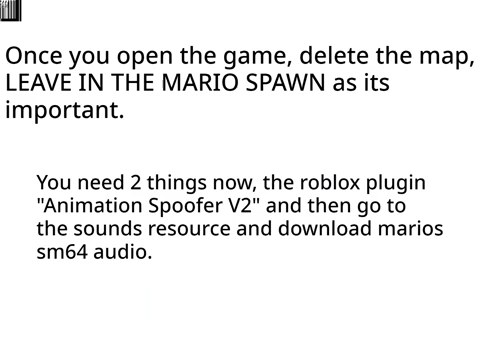 Once you open the game, delete the map,
LEAVE IN THE MARIO SPAWN as its
important.
You need 2 things now, the roblox plugin
"Animation Spoofer V2" and then go to
the sounds resource and download marios
sm64 audio.